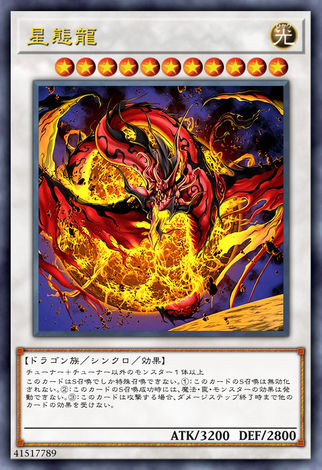 星態龍
光
【ドラゴン族／シンクロ／効果】
チューナー＋チューナー以外のモンスター１体以上
このカードはS召喚でしか特殊召喚できない。①：このカードのS召喚は無効化
されない。②：このカードのS召喚成功時には、魔法・罠・モンスターの効果は発
動できない。③：このカードは攻撃する場合、ダメージステップ終了時まで他の
カードの効果を受けない。
ATK/3200 DEF/2800
41517789